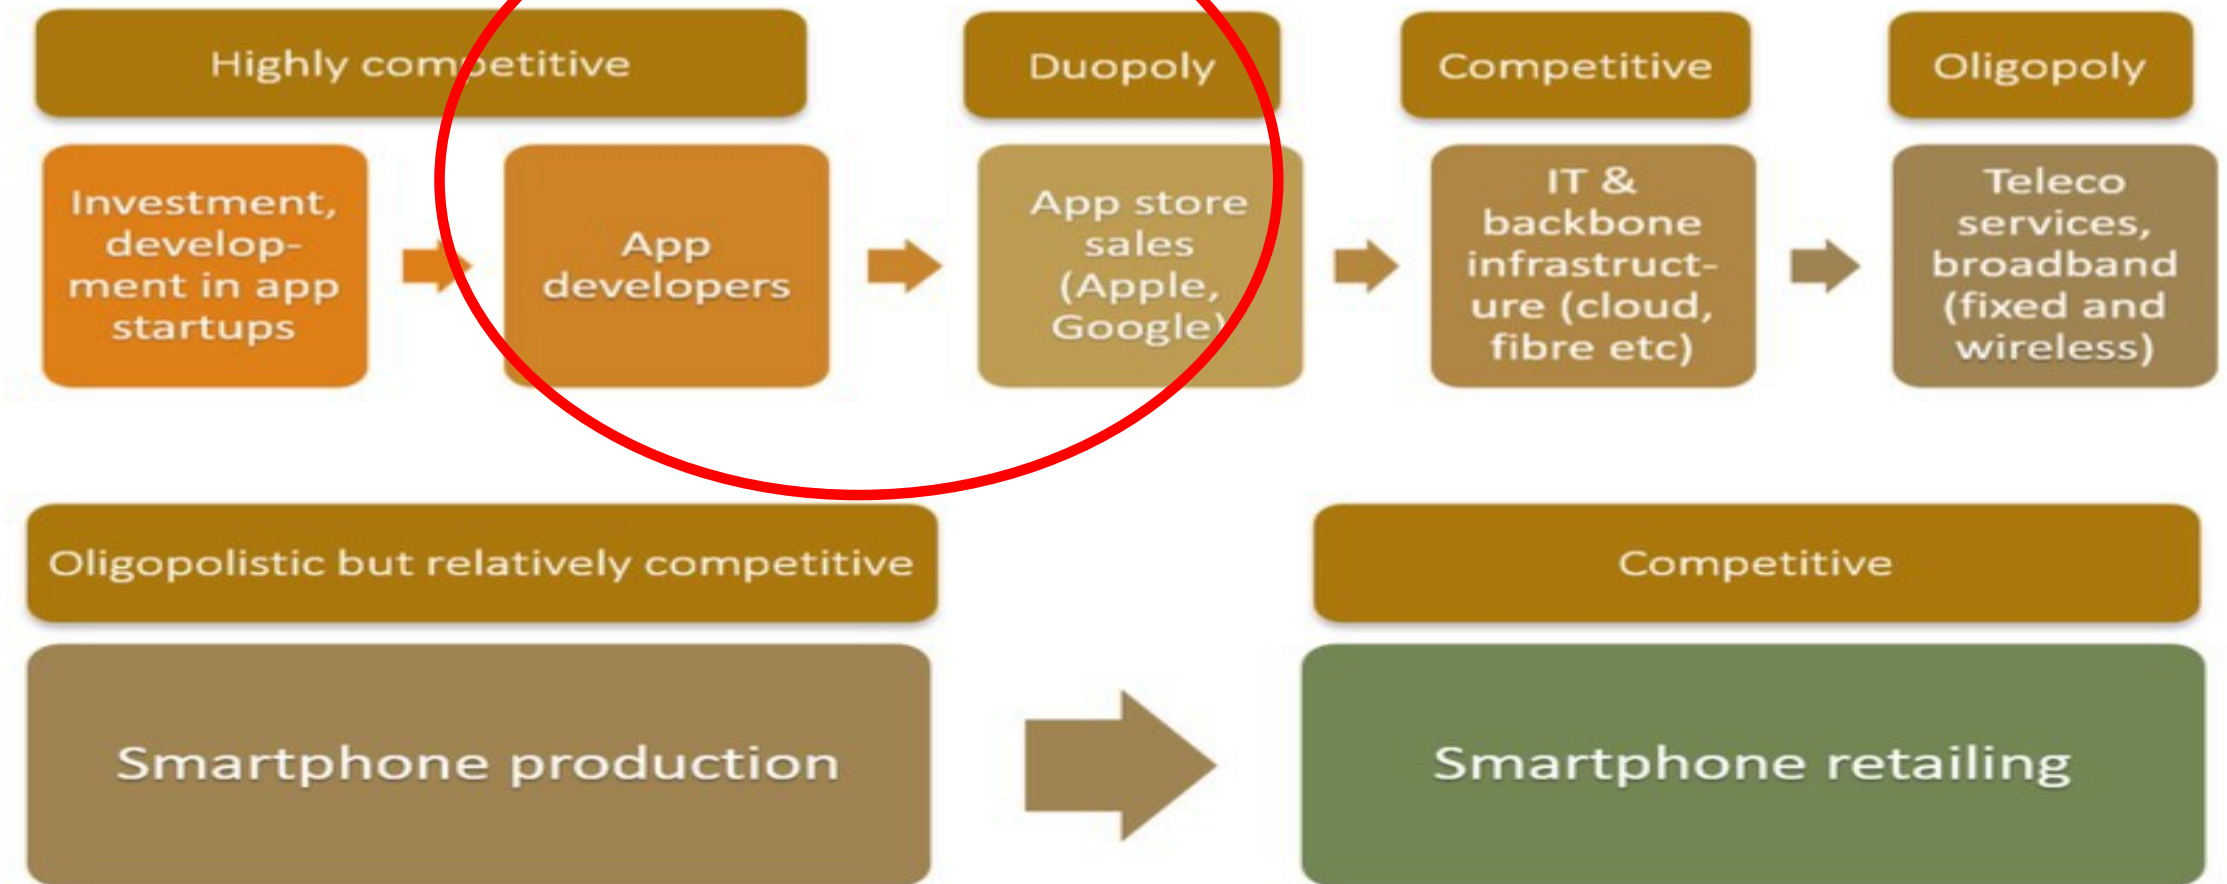 Highly competitive
Duopoly
Competitive
Oligopoly
Investment,
develop-
ment in app
startups
App
developers
App store
sales
(Apple,
Google)
IT &
backbone
infrastruct-
ure (cloud,
fibre etc)
Teleco
services,
broadband
(fixed and
wireless)
Oligopolistic but relatively competitive
Competitive
Smartphone production
Smartphone retailing